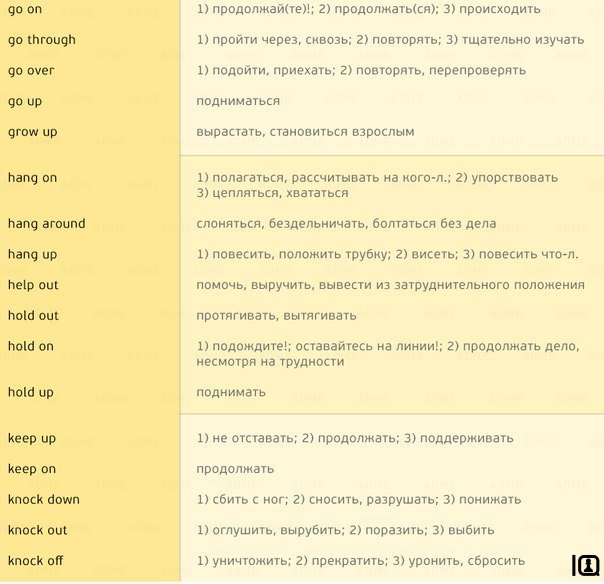 go on 1) продолжай(те)!; 2) продолжать(ся); 3) происходить
go through 1) пройти через, сквозь; 2) повторять; 3) тщательно изучать
go over 1) подойти, приехать; 2) повторять, перепроверять
go up подниматься
grow up вырастать, становиться взрослым
hang on 1) полагаться, рассчитывать на кого-л.; 2) упорствовать
3) цепляться, хвататься
hang around слоняться, бездельничать, болтаться без дела
hang up 1) повесить, положить трубку; 2) висеть; 3) повесить что-л.
help out помочь, выручить, вывести из затруднительного положения
hold out протягивать, вытягивать
hold on 1) подождите!; оставайтесь на линии!; 2) продолжать дело,
несмотря на трудности
hold up поднимать
keep up 1) не отставать; 2) продолжать; 3) поддерживать
keep on продолжать
knock down 1) сбить с ног; 2) сносить, разрушать; 3) понижать
knock out 1) оглушить, вырубить; 2) поразить; 3) выбить
knock off 1) уничтожить; 2) прекратить; 3) уронить, сбросить